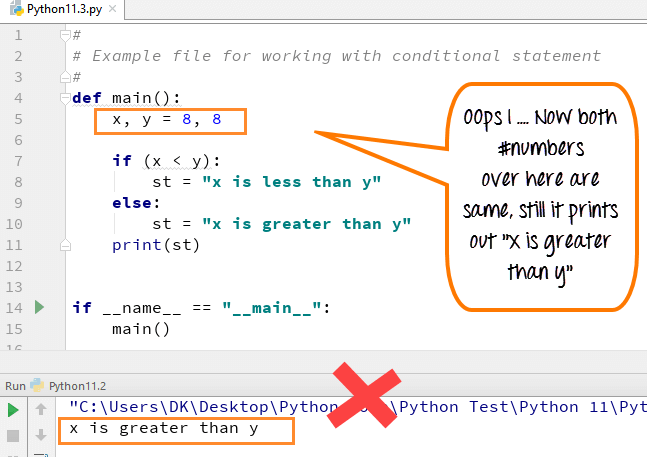 Python11.3.py
1 #
2 # Example file for working with conditional statement
3 #
4 def main():
5 x, y = 8, 8
6
7 if (x < y):
8 st = "x is less than y"
9 else:
10 st = "x is greater than y"
11 print(st)
12
13
14 if __name__ == "__main__":
15 main()
OOps ! .... Now both
#numbers
over here are
same, still it prints
out "x is greater
than y"
Run Python11.2
"C:\Users\DK\Desktop\Python \Python Test\Python 11\Pyt
x is greater than y